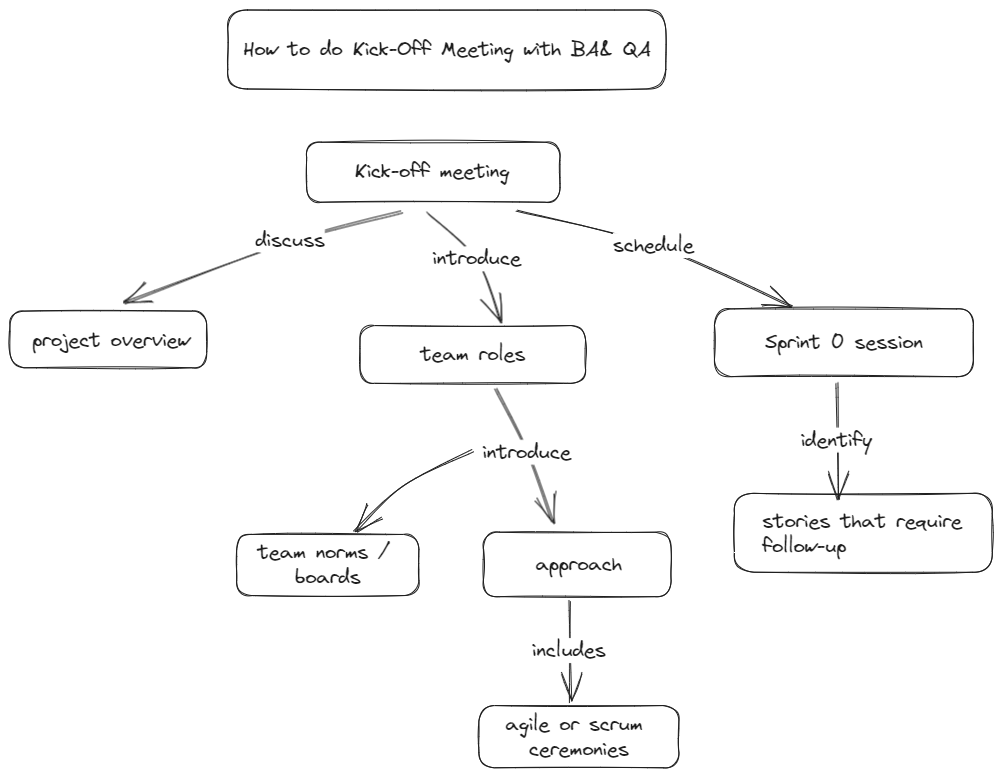 How to do Kick-Off Meeting with BA& QA
Kick-off meeting
discuss
introduce
schedule
project overview
team roles
Sprint 0 session
introduce
identify
team norms /
boards
approach
stories that require
follow-up
includes
agile or scrum
ceremonies